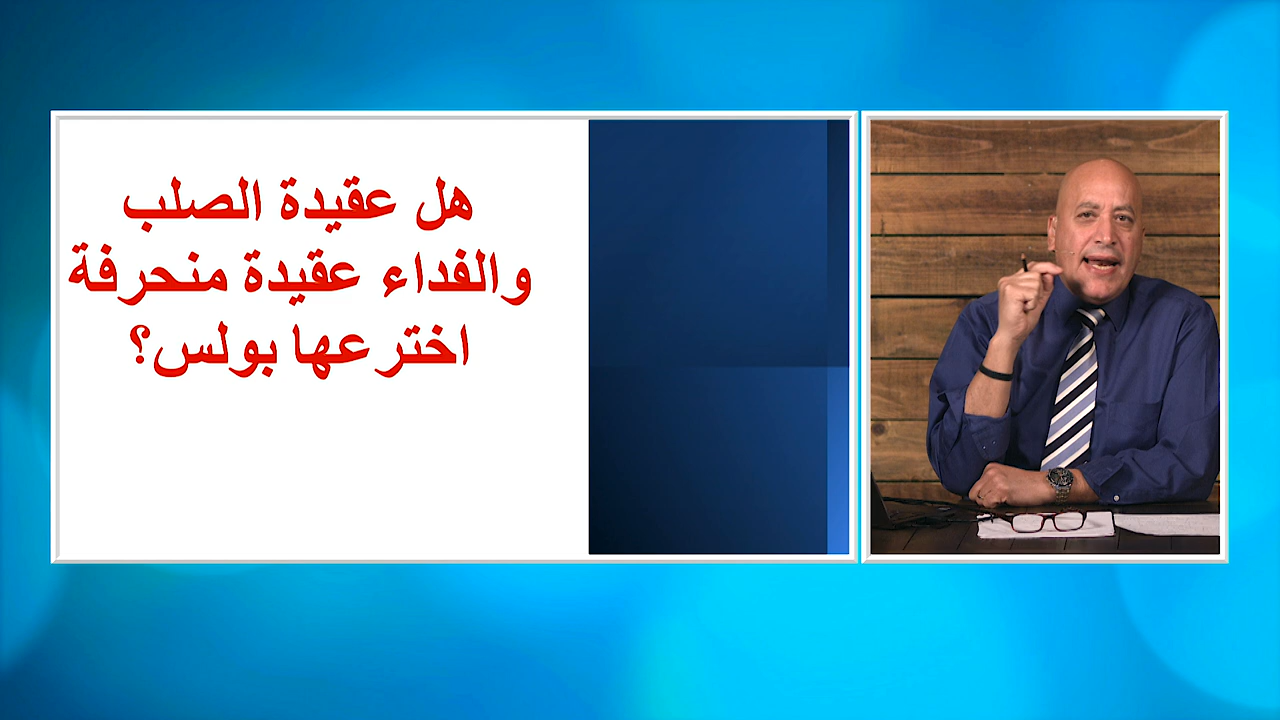 هل عقيدة الصلب
والفداء عقيدة منحرفة
اخترعها بولس؟